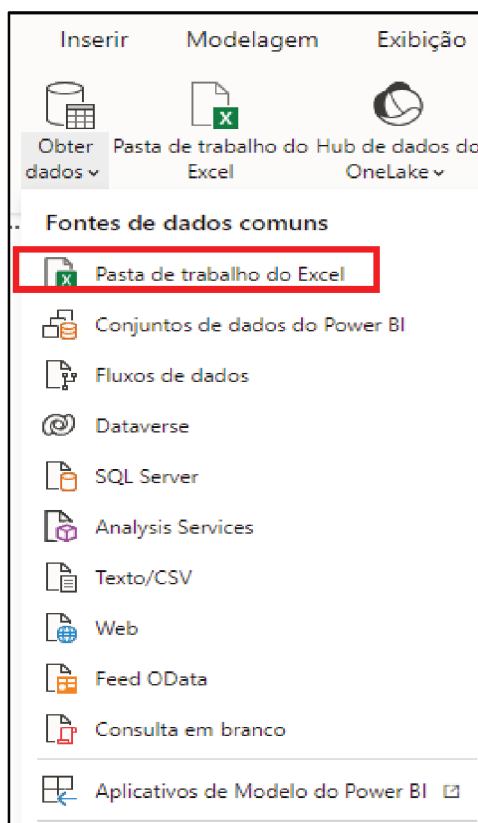 Inserir Modelagem Exibição
Obter dados Pasta de trabalho do Excel Hub de dados do OneLake
Fontes de dados comuns
Pasta de trabalho do Excel
Conjuntos de dados do Power BI
Fluxos de dados
Dataverse
SQL Server
Analysis Services
Texto/CSV
Web
Feed OData
Consulta em branco
Aplicativos de Modelo do Power BI